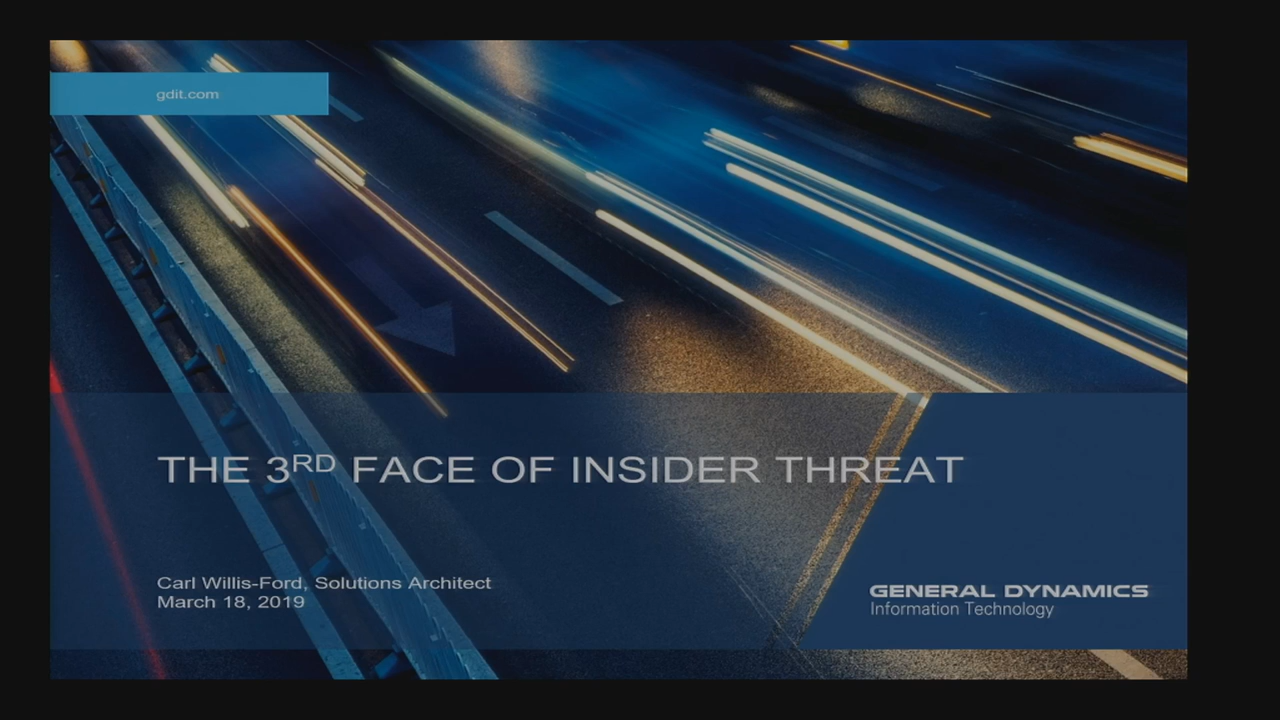 gdit.com
THE 3RD FACE OF INSIDER THREAT
Carl Willis-Ford, Solutions Architect
March 18, 2019
GENERAL DYNAMICS
Information Technology